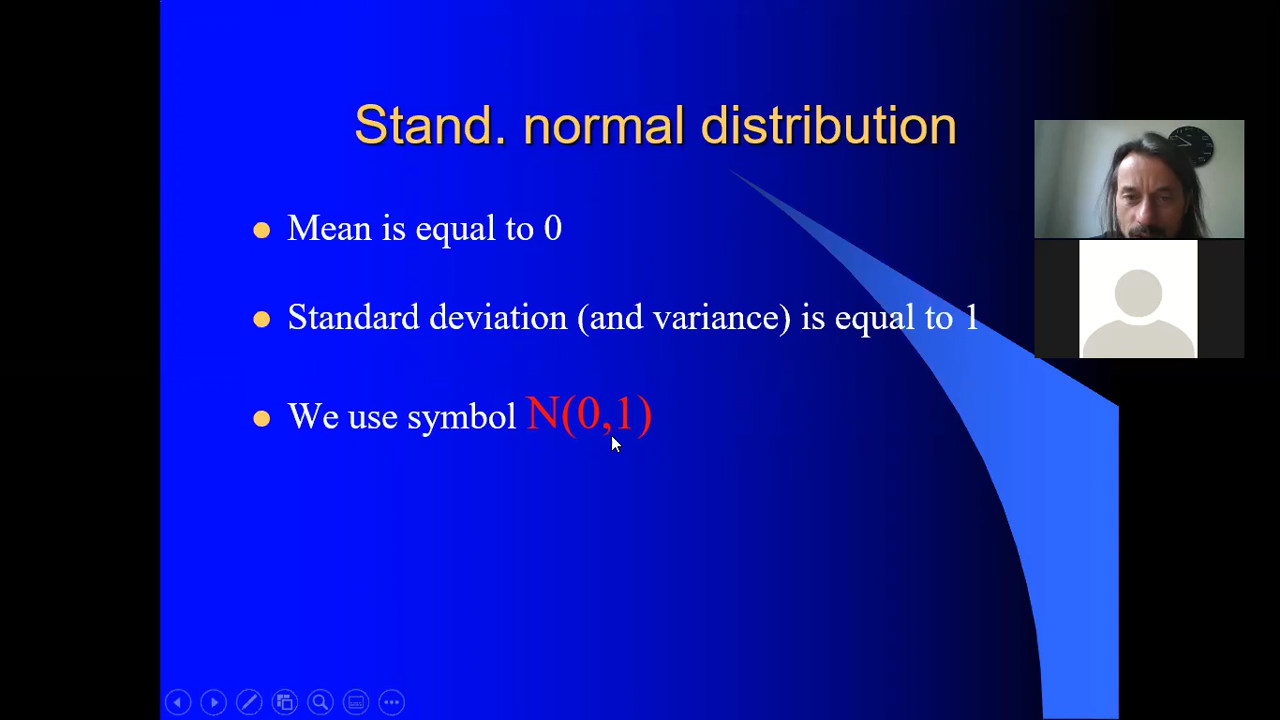 Stand. normal distribution
Mean is equal to 0
Standard deviation (and variance) is equal to 1
We use symbol N(0,1)